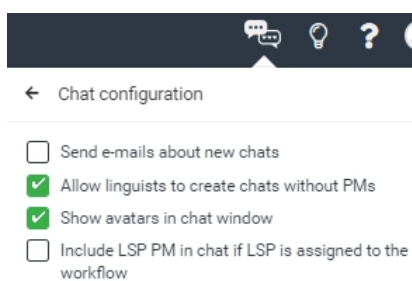 ?
Chat configuration
Send e-mails about new chats
Allow linguists to create chats without PMs
Show avatars in chat window
Include LSP PM in chat if LSP is assigned to the
workflow